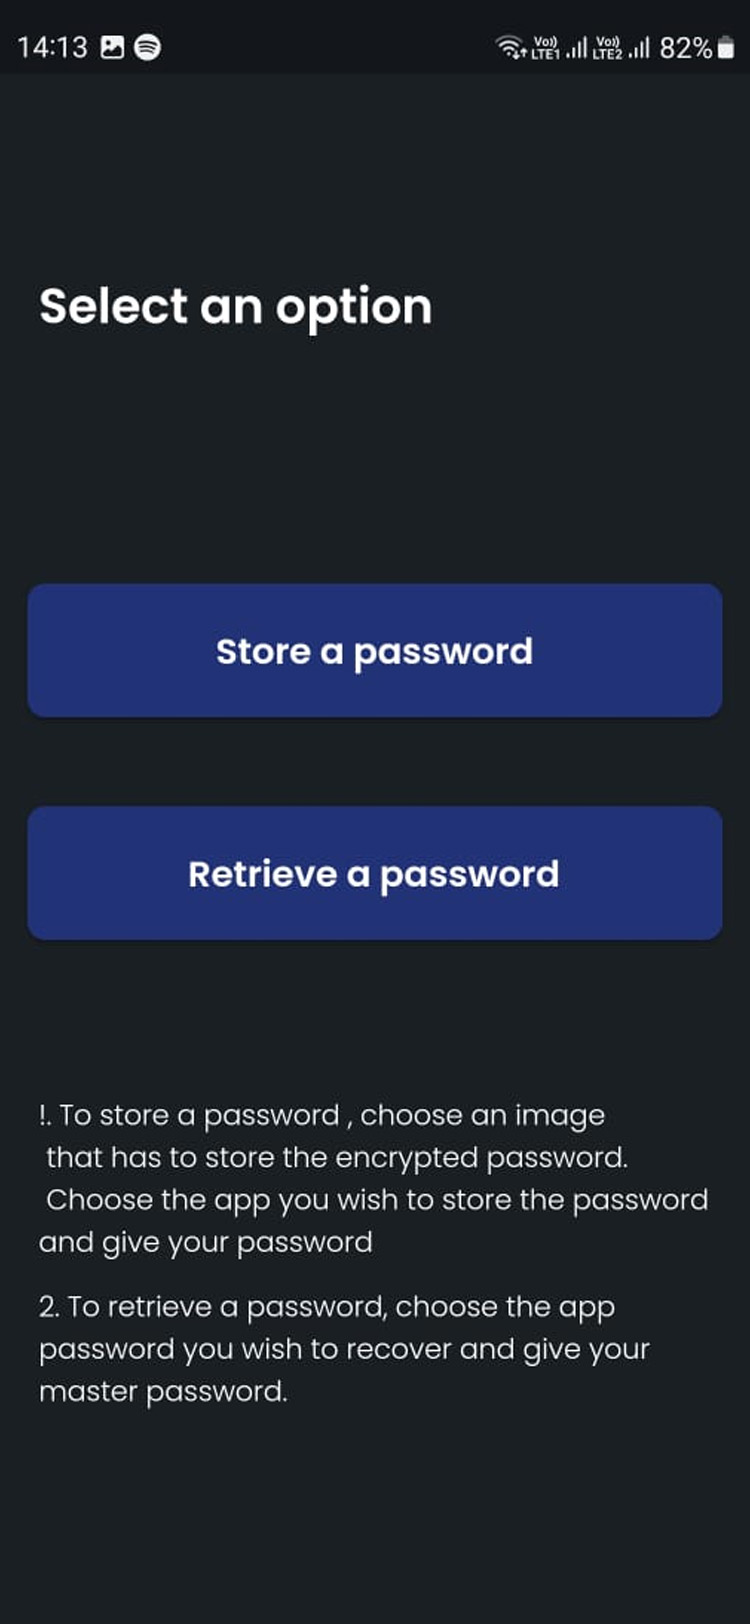 14:13 Vo)) LTE1 Vo)) LTE2 82%
Select an option
Store a password
Retrieve a password
!. To store a password , choose an image
that has to store the encrypted password.
Choose the app you wish to store the password
and give your password
2. To retrieve a password, choose the app
password you wish to recover and give your
master password.